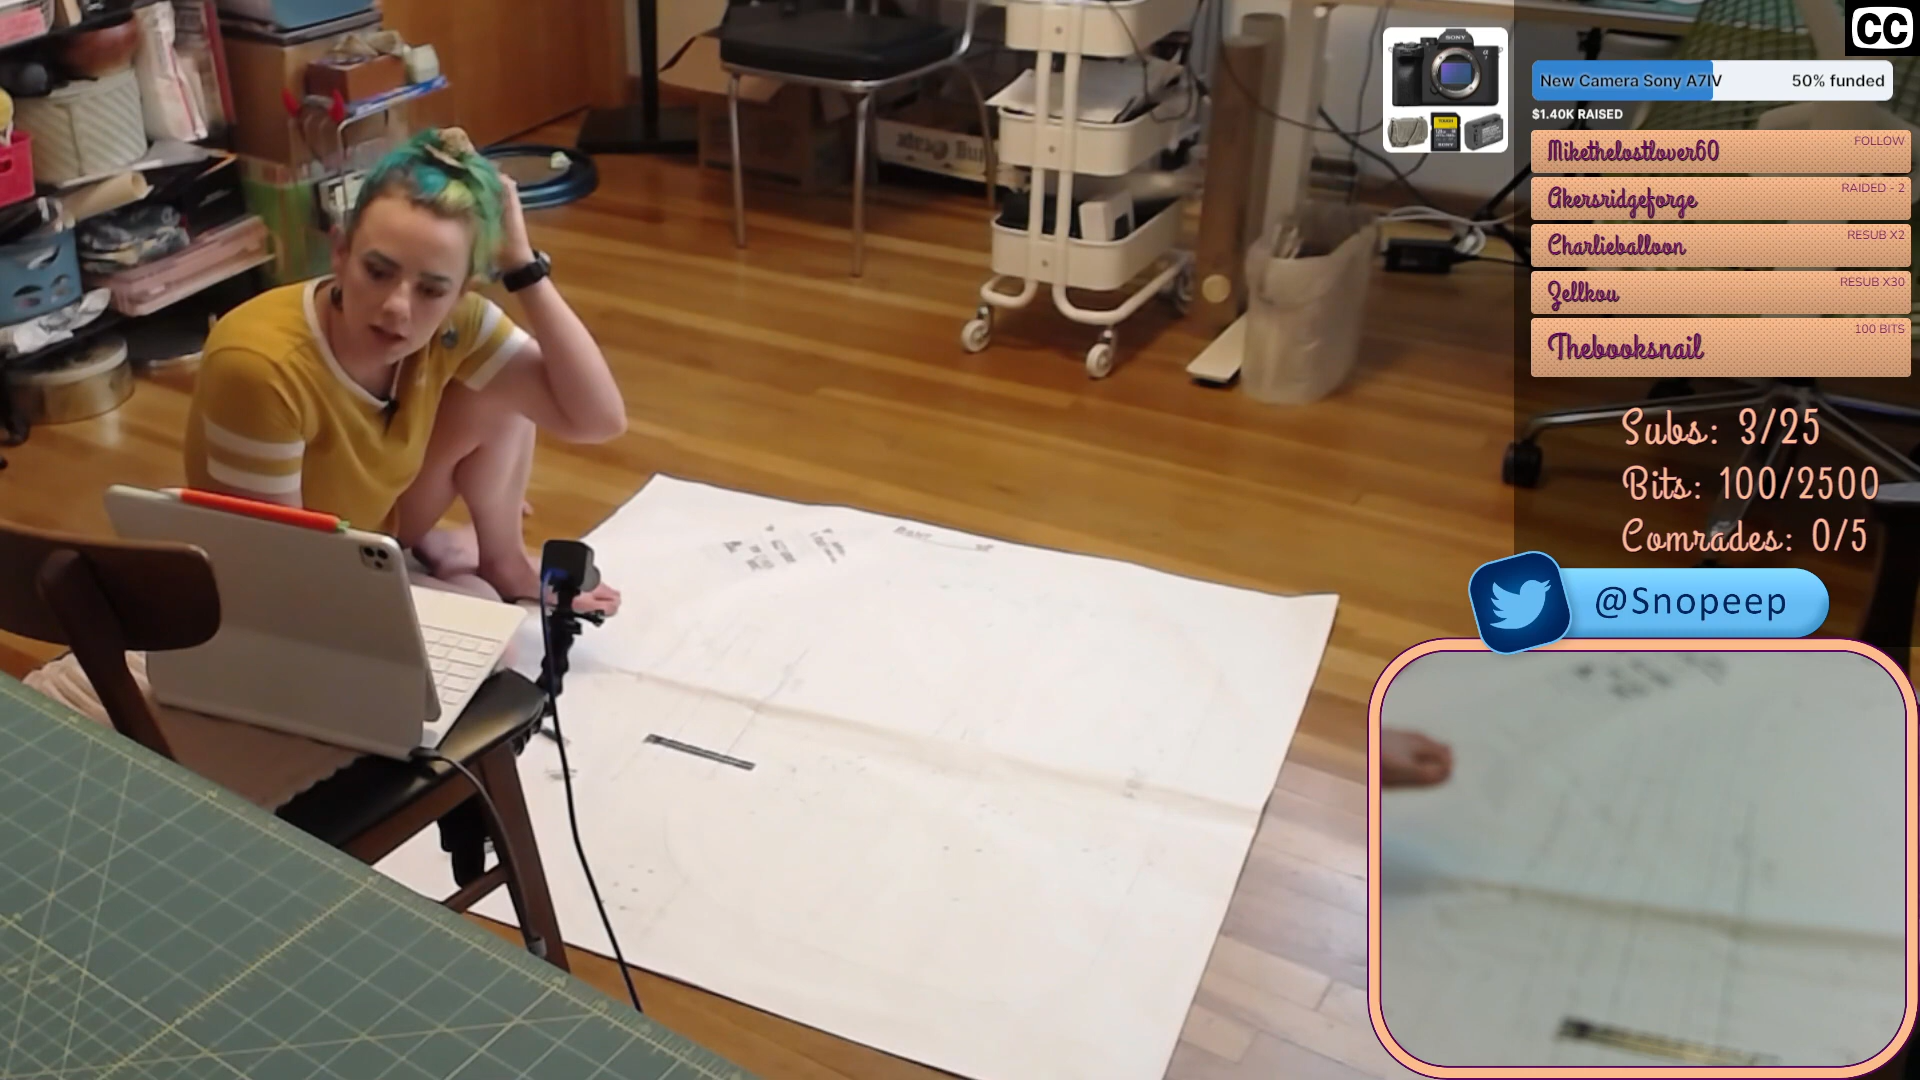 CC
SONY
New Camera Sony A7IV 50% funded
$1.40K RAISED
Mikethelostlover60 FOLLOW
Akersridgeforge RAIDED - 2
Charlieballoon RESUB X2
Zellkou RESUB X30
Thebooksnail 100 BITS
Subs: 3/25
Bits: 100/2500
Comrades: 0/5
@Snopeep